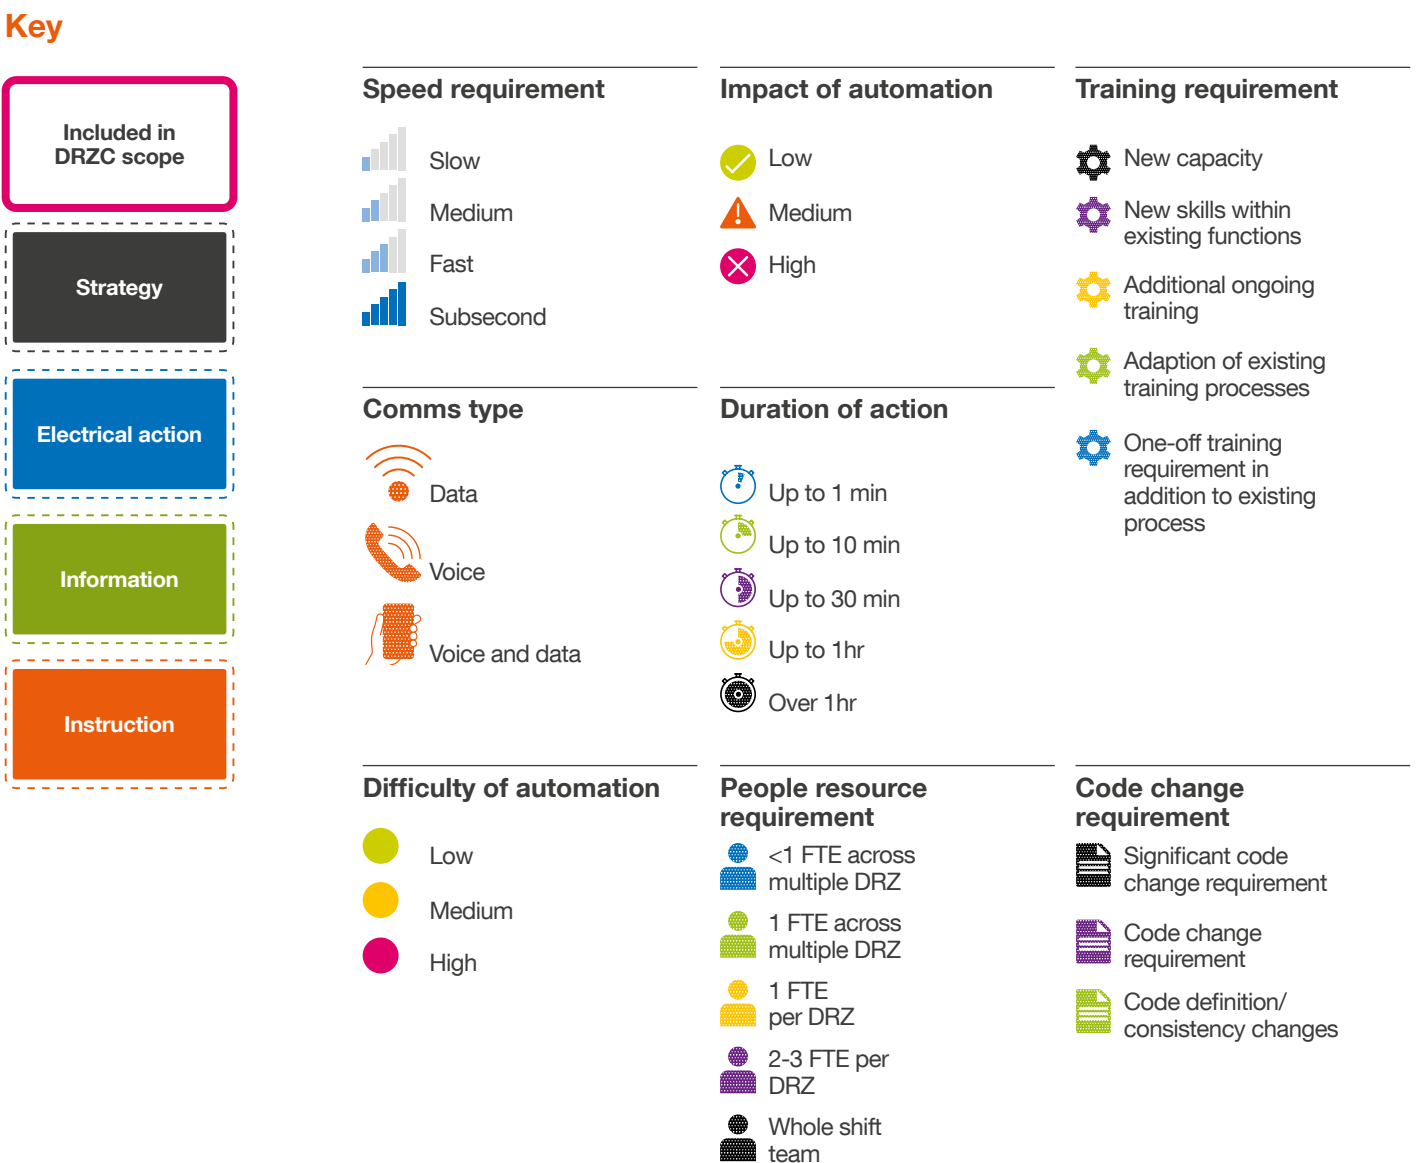 Key
Included in
DRZC scope
Strategy
Electrical action
Information
Instruction
Speed requirement
Slow
Medium
Fast
Subsecond
Impact of automation
Low
Medium
High
Training requirement
New capacity
New skills within
existing functions
Additional ongoing
training
Adaption of existing
training processes
One-off training
requirement in
addition to existing
process
Comms type
Data
Voice
Voice and data
Duration of action
Up to 1 min
Up to 10 min
Up to 30 min
Up to 1hr
Over 1hr
Difficulty of automation
Low
Medium
High
People resource
requirement
<1 FTE across
multiple DRZ
1 FTE across
multiple DRZ
1 FTE
per DRZ
2-3 FTE per
DRZ
Whole shift
team
Code change
requirement
Significant code
change requirement
Code change
requirement
Code definition/
consistency changes